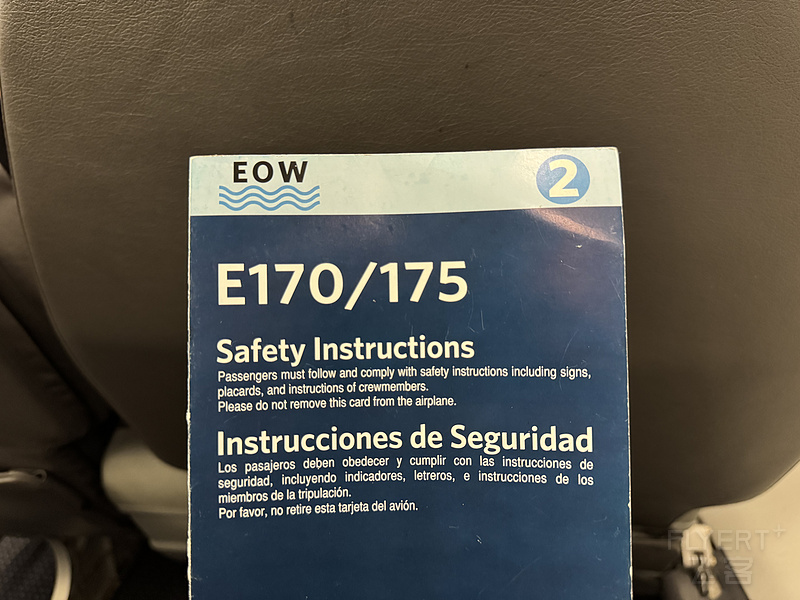 EOW
2
E170/175
Safety Instructions
Passengers must follow and comply with safety instructions including signs,
placards, and instructions of crewmembers.
Please do not remove this card from the airplane.
Instrucciones de Seguridad
Los pasajeros deben obedecer y cumplir con las instrucciones de
seguridad, incluyendo indicadores, letreros, e instrucciones de los
miembros de la tripulación.
Por favor, no retire esta tarjeta del avión.
FLYERT+